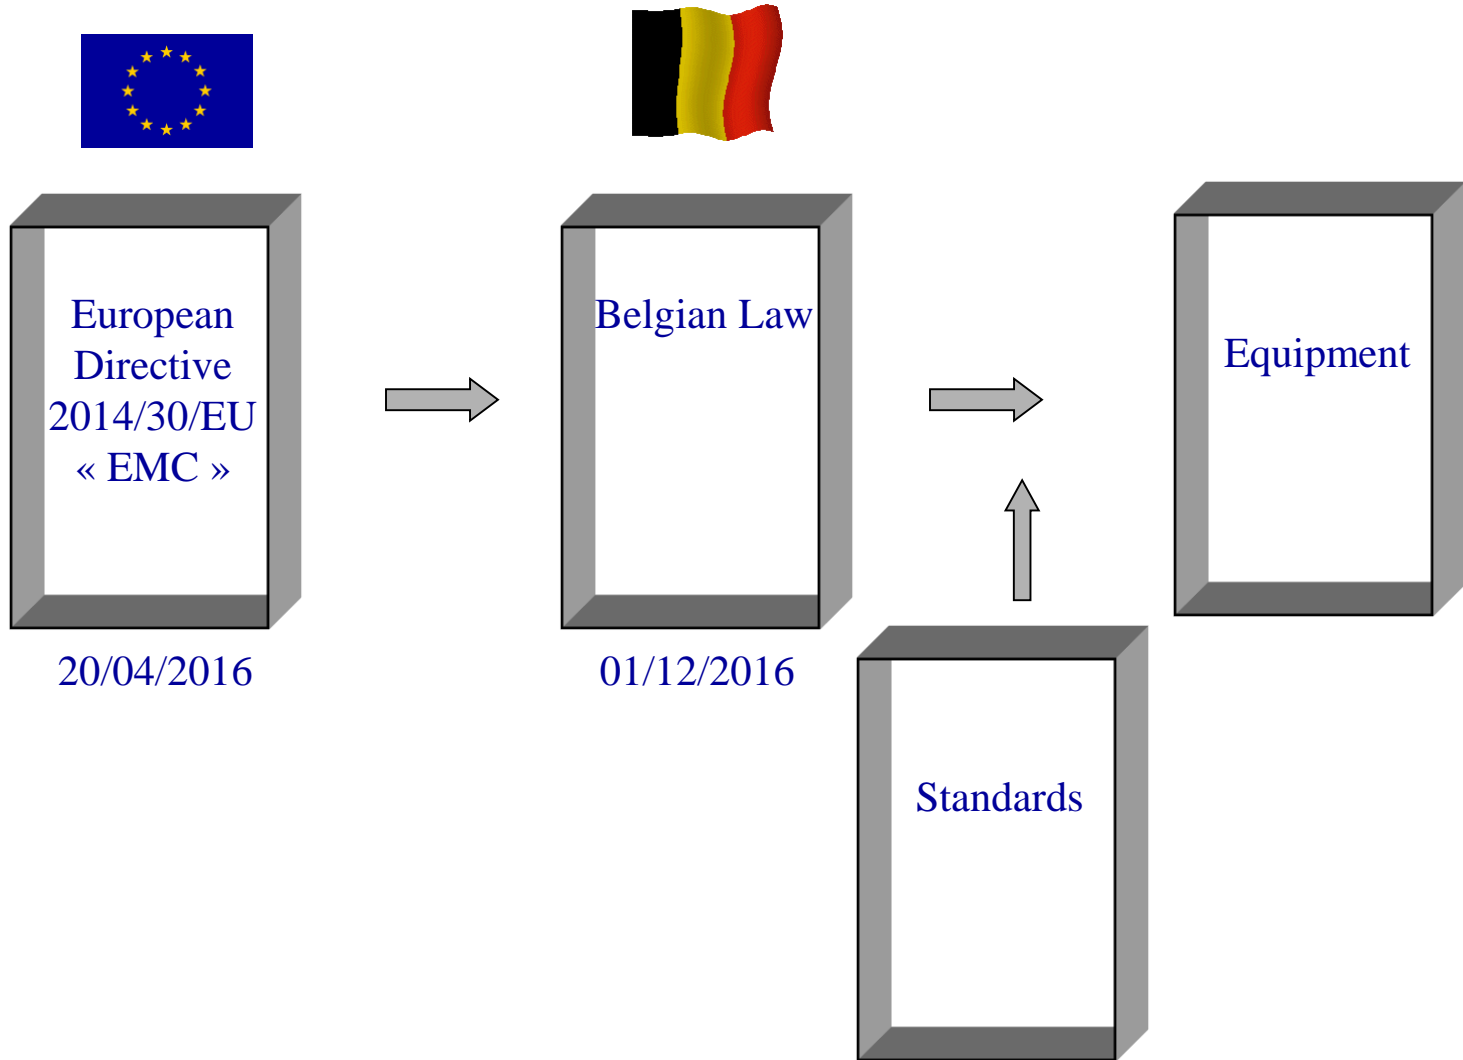 European
Directive
2014/30/EU
« EMC »
20/04/2016
Belgian Law
01/12/2016
Equipment
Standards